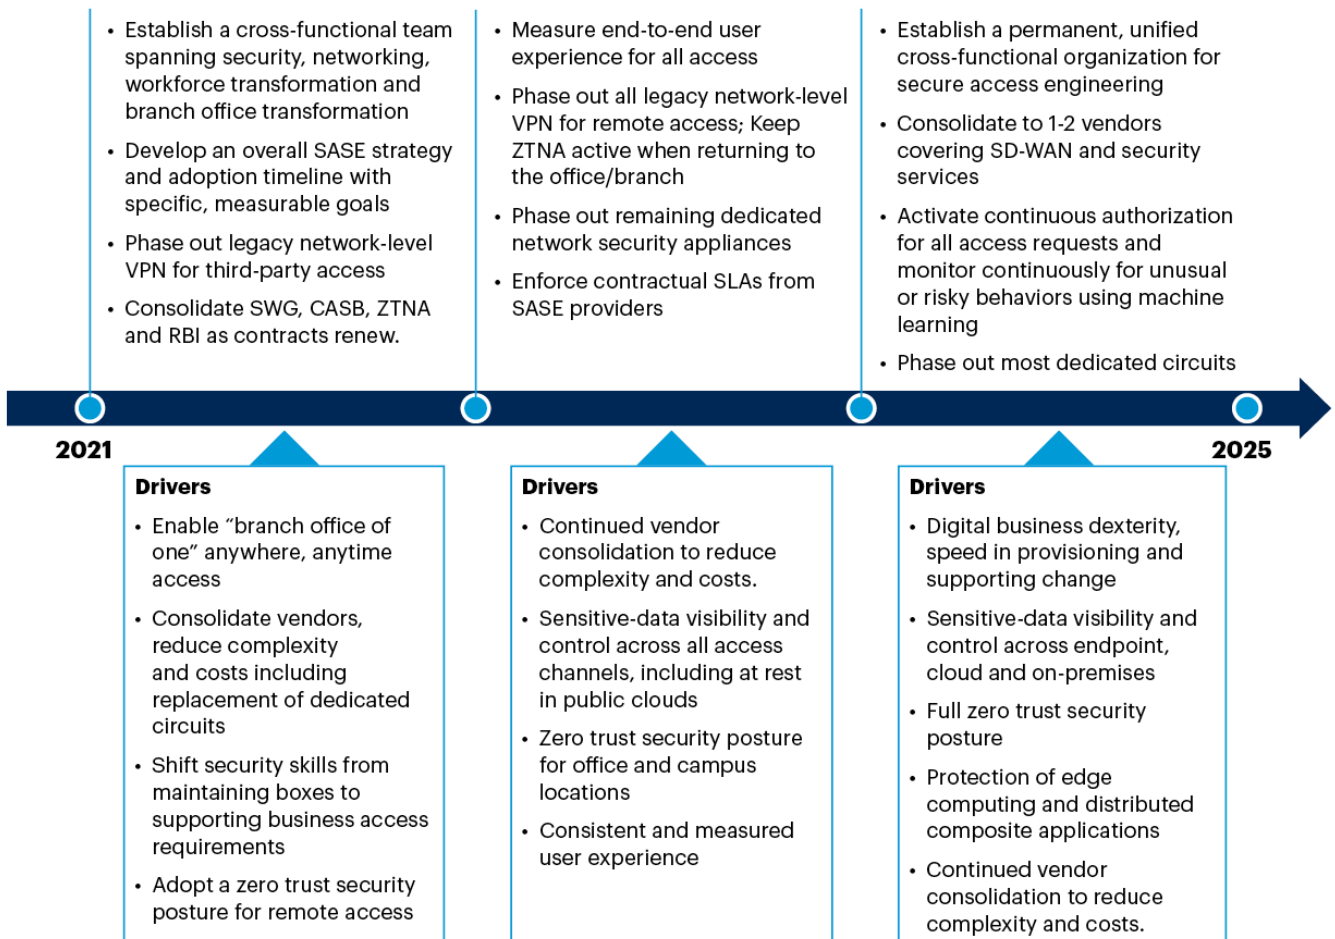 • Establish a cross-functional team
spanning security, networking,
workforce transformation and
branch office transformation
• Develop an overall SASE strategy
and adoption timeline with
specific, measurable goals
• Phase out legacy network-level
VPN for third-party access
• Consolidate SWG, CASB, ZTNA
and RBI as contracts renew.
• Measure end-to-end user
experience for all access
• Phase out all legacy network-level
VPN for remote access; Keep
ZTNA active when returning to
the office/branch
• Phase out remaining dedicated
network security appliances
• Enforce contractual SLAs from
SASE providers
• Establish a permanent, unified
cross-functional organization for
secure access engineering
• Consolidate to 1-2 vendors
covering SD-WAN and security
services
• Activate continuous authorization
for all access requests and
monitor continuously for unusual
or risky behaviors using machine
learning
• Phase out most dedicated circuits
2021
2025
Drivers
• Enable “branch office of
one” anywhere, anytime
access
• Consolidate vendors,
reduce complexity
and costs including
replacement of dedicated
circuits
• Shift security skills from
maintaining boxes to
supporting business access
requirements
• Adopt a zero trust security
posture for remote access
Drivers
• Continued vendor
consolidation to reduce
complexity and costs.
• Sensitive-data visibility and
control across all access
channels, including at rest
in public clouds
• Zero trust security posture
for office and campus
locations
• Consistent and measured
user experience
Drivers
• Digital business dexterity,
speed in provisioning and
supporting change
• Sensitive-data visibility and
control across endpoint,
cloud and on-premises
• Full zero trust security
posture
• Protection of edge
computing and distributed
composite applications
• Continued vendor
consolidation to reduce
complexity and costs.